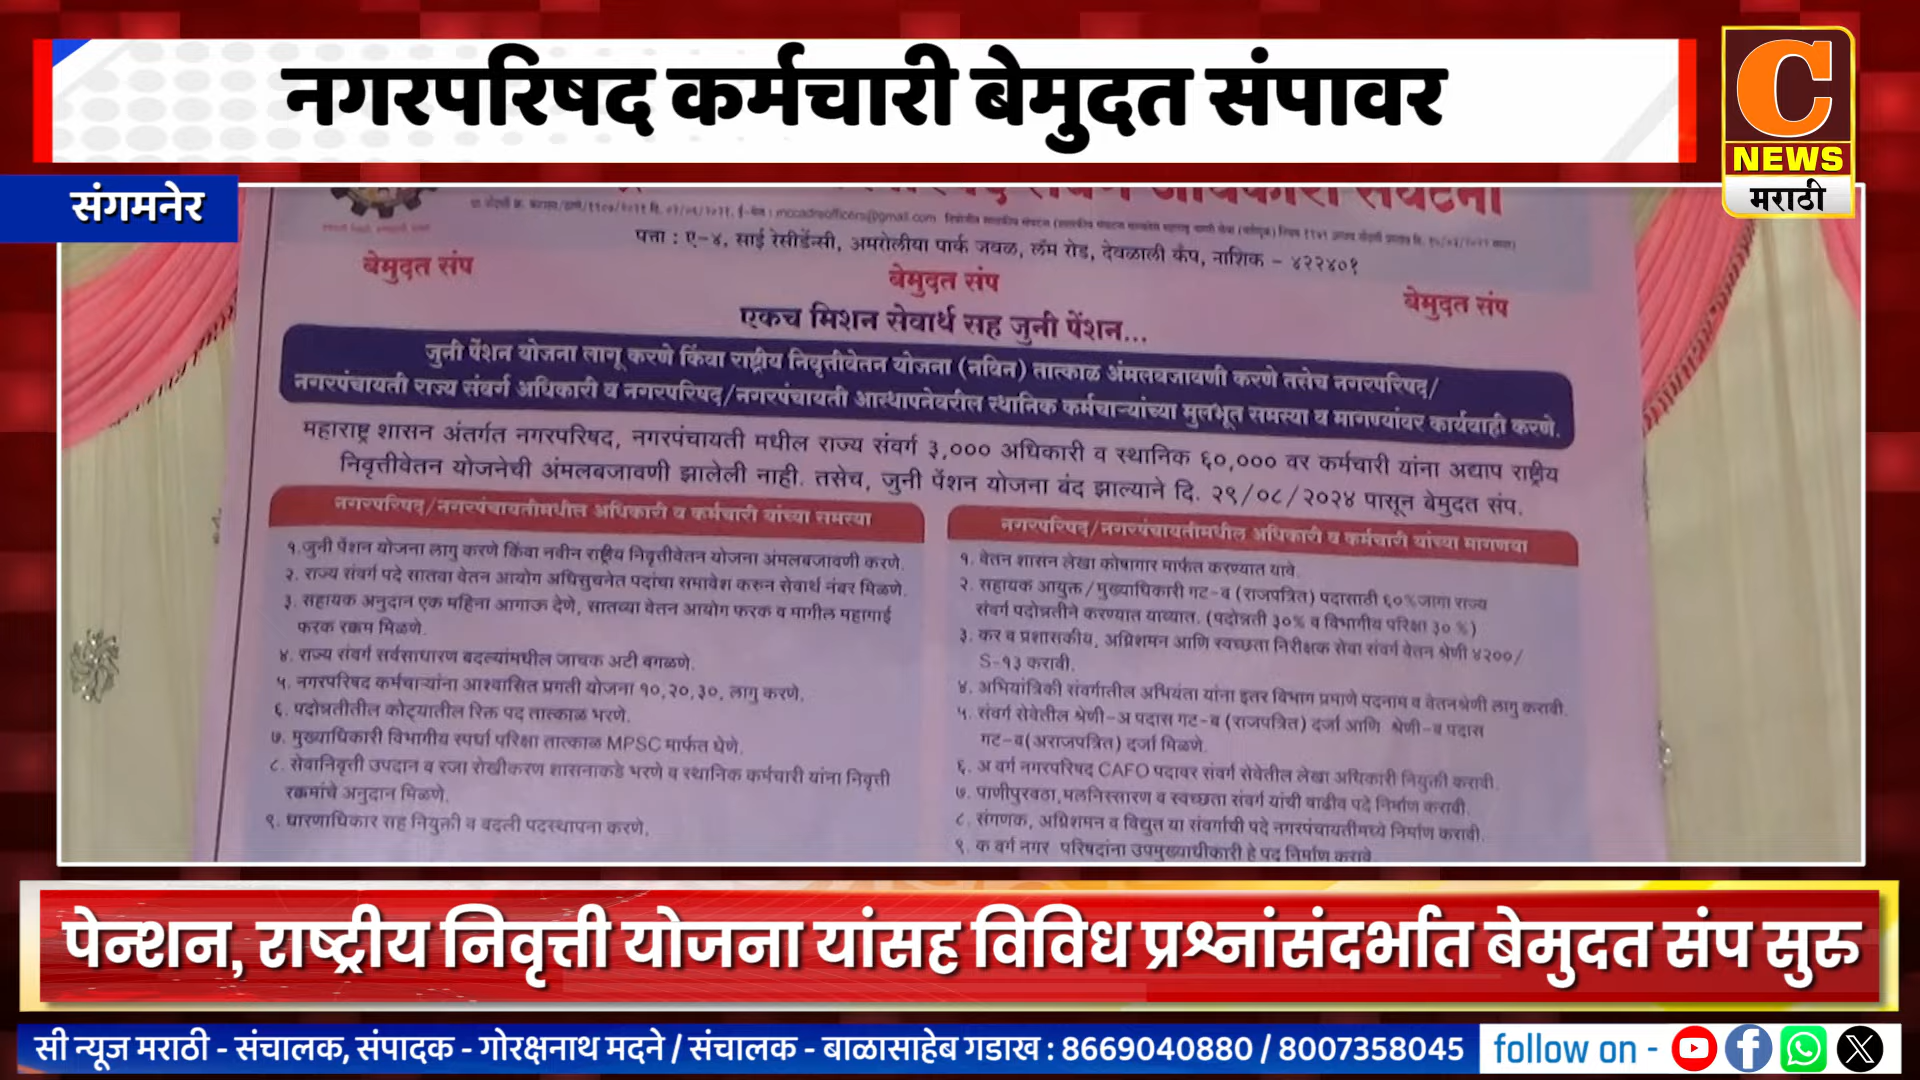 नगरपरिषद कर्मचारी बेमुदत संपावर
C
NEWS
मराठी
संगमनेर
पत्ता : ए-४, साई रेसीडेंन्सी, अमरोलीया पार्क जवळ, लॅम रोड, देवळाली कॅंप, नाशिक - ४२२४०१
बेमुदत संप
बेमुदत संप
बेमुदत संप
एकच मिशन सेवार्थ सह जुनी पेंशन...
जुनी पेंशन योजना लागू करणे किंवा राष्ट्रीय निवृत्तीवेतन योजना (नविन) तात्काळ अंमलबजावणी करणे तसेच नगरपरिषद/
नगरपंचायती राज्य संवर्ग अधिकारी व नगरपरिषद/नगरपंचायती आस्थापनेवरील स्थानिक कर्मचाऱ्यांच्या मुलभूत समस्या व मागण्यांवर कार्यवाही करणे.
महाराष्ट्र शासन अंतर्गत नगरपरिषद, नगरपंचायती मधील राज्य संवर्ग ३,००० अधिकारी व स्थानिक ६०,००० वर कर्मचारी यांना अद्याप राष्ट्रीय
निवृत्तीवेतन योजनेची अंमलबजावणी झालेली नाही. तसेच, जुनी पेंशन योजना बंद झाल्याने दि. २९/०८/२०२४ पासून बेमुदत संप.
नगरपरिषद/नगरपंचायतीमधील अधिकारी व कर्मचारी यांच्या समस्या
१.जुनी पेंशन योजना लागु करणे किंवा नवीन राष्ट्रीय निवृत्तीवेतन योजना अंमलबजावणी करणे.
२. राज्य संवर्ग पदे सातवा वेतन आयोग अधिसुचनेत पदांचा समावेश करुन सेवार्थ नंबर मिळणे.
३. सहायक अनुदान एक महिना आगाऊ देणे, सातव्या वेतन आयोग फरक व मागील महागाई
फरक रक्कम मिळणे.
४. राज्य संवर्ग सर्वसाधारण बदल्यांमधील जाचक अटी वगळणे.
५. नगरपरिषद कर्मचाऱ्यांना आश्वासित प्रगती योजना १०,२०,३०, लागु करणे.
६. पदोन्नतीतील कोट्यातील रिक्त पद तात्काळ भरणे.
७. मुख्याधिकारी विभागीय स्पर्धा परिक्षा तात्काळ MPSC मार्फत घेणे.
८. सेवानिवृती उपदान व रजा रोखीकरण शासनाकडे भरणे व स्थानिक कर्मचारी यांना निवृत्ती
रक्कमांचे अनुदान मिळणे.
९. धारणाधिकार सह नियुक्ती व बदली पदस्थापना करणे.
नगरपरिषद/नगरपंचायतीमधील अधिकारी व कर्मचारी यांच्या मागण्या
१. वेतन शासन लेखा कोषागार मार्फत करण्यात यावे.
२. सहायक आयुक्त/मुख्याधिकारी गट-ब (राजपत्रित) पदासाठी ६०%जागा राज्य
संवर्ग पदोन्नतीने करण्यात याव्यात. (पदोन्नती ३०% व विभागीय परिक्षा ३० %)
३. कर व प्रशासकीय, अग्निशमन आणि स्वच्छता निरीक्षक सेवा संवर्ग वेतन श्रेणी ४२००/
S-१३ करावी.
४. अभियांत्रिकी संवर्गातील अभियंता यांना इतर विभाग प्रमाणे पदनाम व वेतनश्रेणी लागु करावी.
५. संवर्ग सेवेतील श्रेणी-अ पदास गट-ब (राजपत्रित) दर्जा आणि श्रेणी-ब पदास
गट-ब(अराजपत्रित) दर्जा मिळणे.
६. अ वर्ग नगरपरिषद CAFO पदावर संवर्ग सेवेतील लेखा अधिकारी नियुक्ती करावी.
७. पाणीपुरवठा,मलनिस्सारण व स्वच्छता संवर्ग यांची वाढीव पदे निर्माण करावी.
८. संगणक, अग्निशमन व विद्युत या संवर्गाची पदे नगरपंचायतीमध्ये निर्माण करावी.
९. क वर्ग नगर परिषदांना उपमुख्याधीकारी हे पद निर्माण करावे
पेन्शन, राष्ट्रीय निवृत्ती योजना यांसह विविध प्रश्नांसंदर्भात बेमुदत संप सुरु
सी न्यूज मराठी - संचालक, संपादक - गोरक्षनाथ मदने / संचालक - बाळासाहेब गडाख : 8669040880 / 8007358045
follow on -